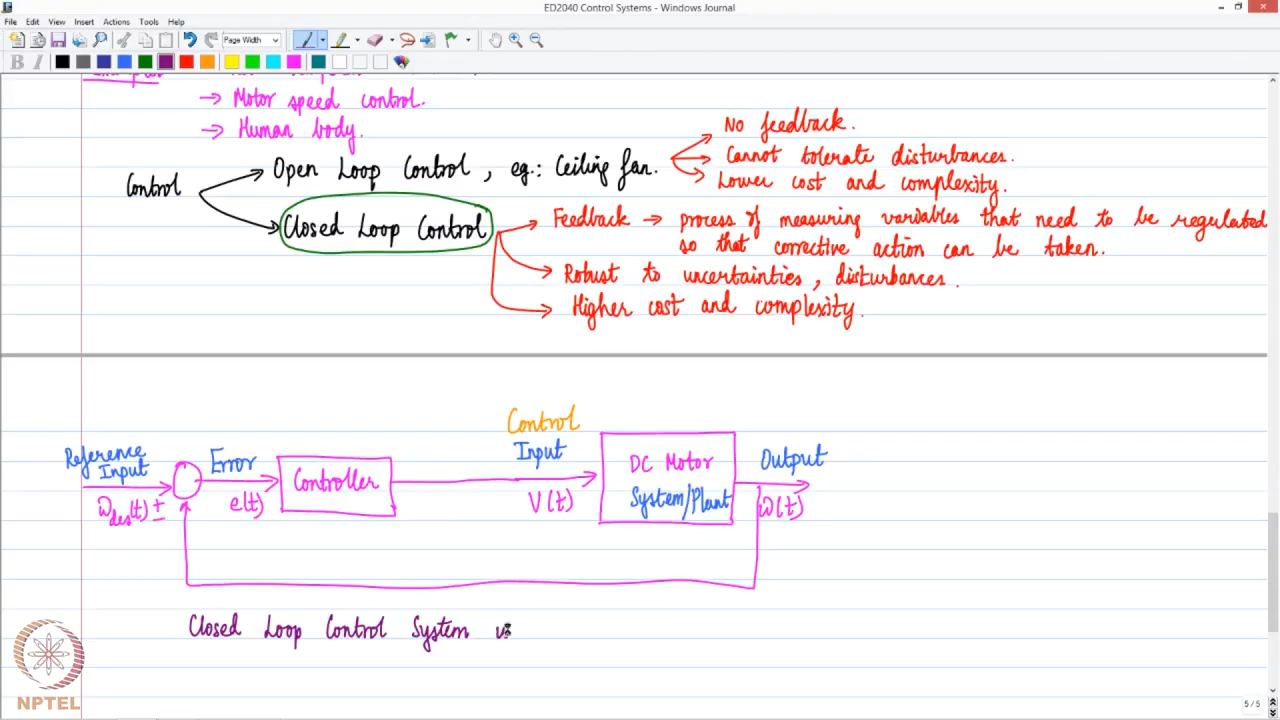 ED2040 Control Systems - Windows Journal
File Edit View Insert Actions Tools Help
Page Width
→ Motor speed control.
→ Human body.
Control
Open Loop Control , eg.: Ceiling fan.
No feedback.
Cannot tolerate disturbances.
Lower cost and complexity.
Closed Loop Control
Feedback → process of measuring variables that need to be regulated
so that corrective action can be taken.
Robust to uncertainties, disturbances.
Higher cost and complexity.
Reference
Input
ω_des(t)
+
−
Error
e(t)
Controller
Control
Input
V(t)
DC Motor
System/Plant
Output
ω(t)
Closed Loop Control System
NPTEL
5 / 5